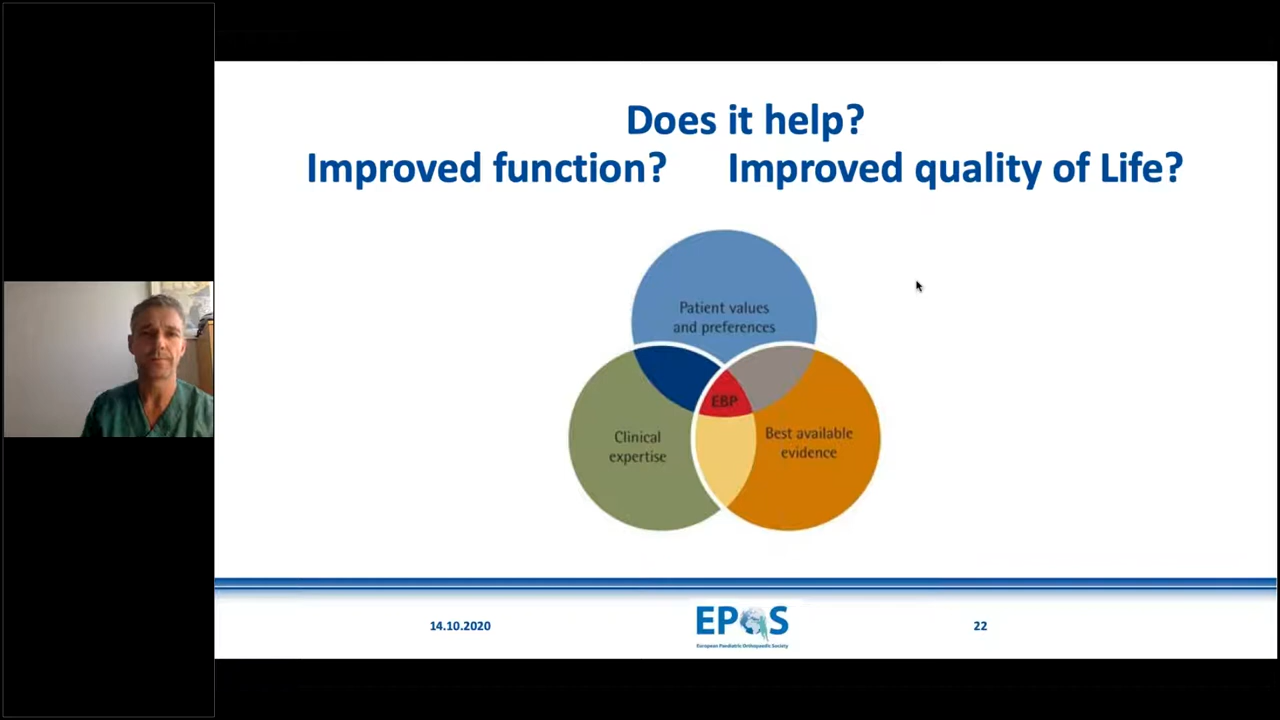 Does it help?
Improved function? Improved quality of Life?
Patient values
and preferences
EBP
Clinical
expertise
Best available
evidence
14.10.2020
EPOS
European Paediatric Orthopaedic Society
22